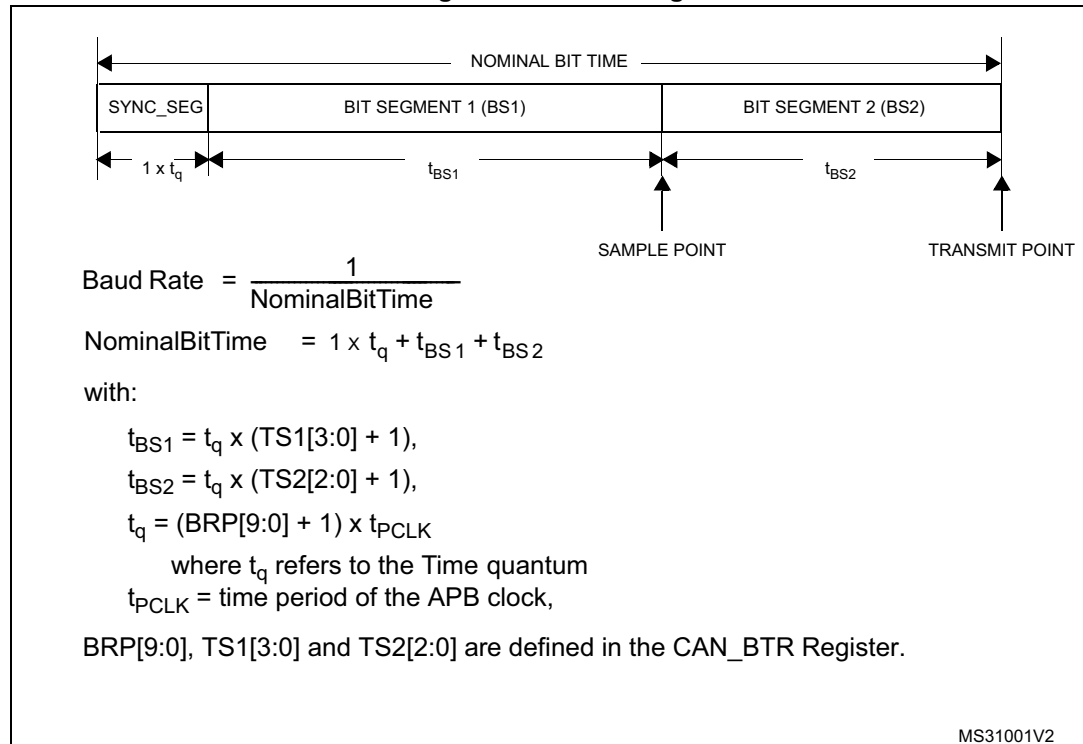 NOMINAL BIT TIME
SYNC_SEG BIT SEGMENT 1 (BS1) BIT SEGMENT 2 (BS2)
1 x tq tBS1 tBS2
SAMPLE POINT TRANSMIT POINT
Baud Rate = 1
NominalBitTime
NominalBitTime = 1 x tq + tBS1 + tBS2
with:
tBS1 = tq x (TS1[3:0] + 1),
tBS2 = tq x (TS2[2:0] + 1),
tq = (BRP[9:0] + 1) x tPCLK
where tq refers to the Time quantum
tPCLK = time period of the APB clock,
BRP[9:0], TS1[3:0] and TS2[2:0] are defined in the CAN_BTR Register.
MS31001V2